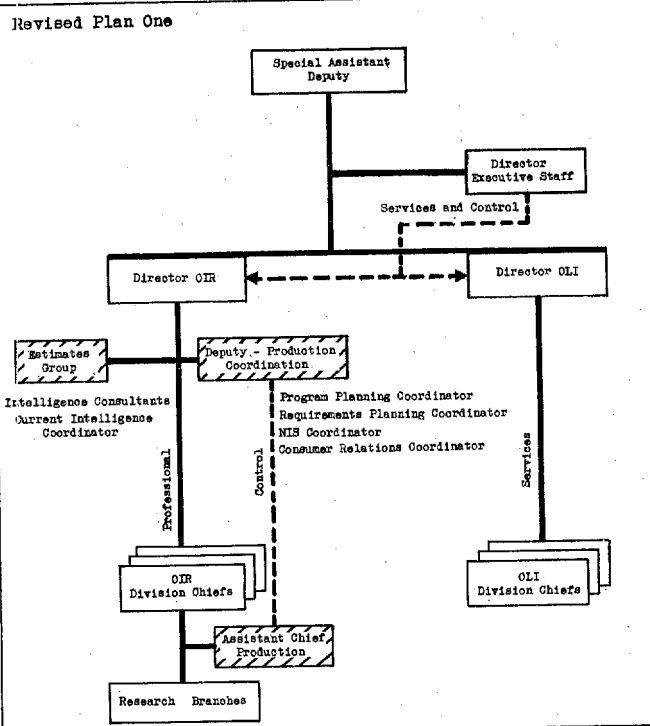 Revised Plan One
Special Assistant
Deputy
Director
Executive Staff
Services and Control
Director OIR
Director OLI
Estimates
Group
Deputy - Production
Coordination
Intelligence Consultants
Current Intelligence
Coordinator
Program Planning Coordinator
Requirements Planning Coordinator
NIS Coordinator
Consumer Relations Coordinator
Professional
Control
Services
OIR
Division Chiefs
OLI
Division Chiefs
Assistant Chief
Production
Research Branches